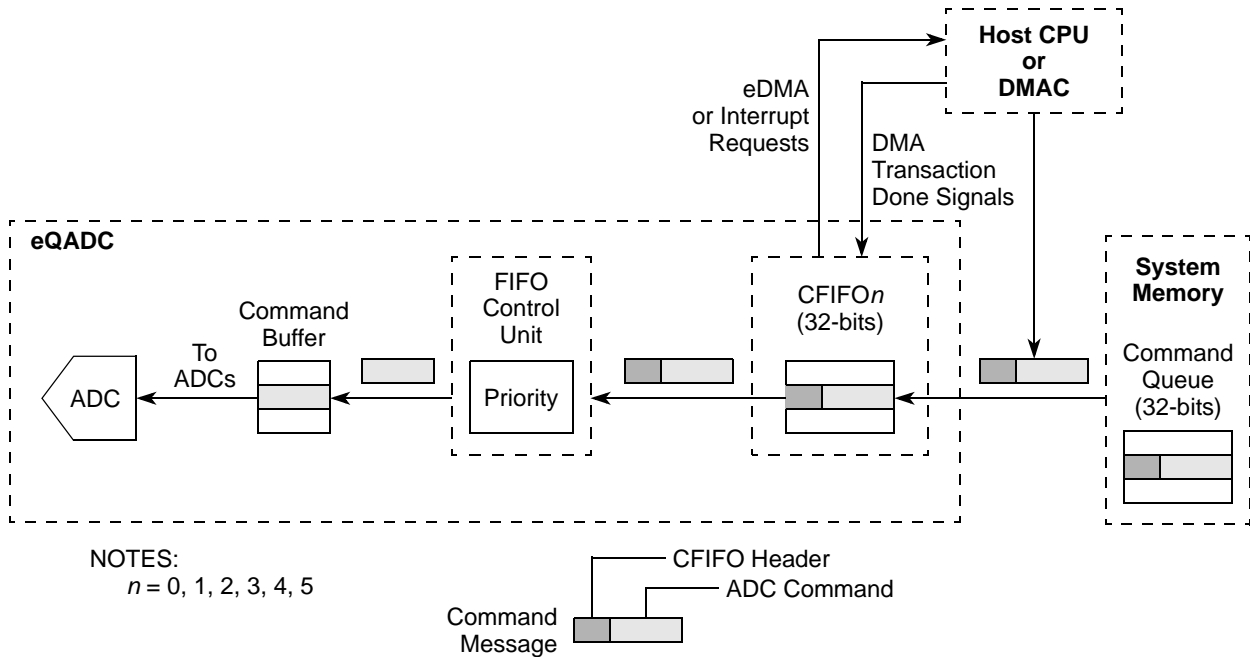 Host CPU
or
DMAC
eDMA
or Interrupt
Requests
DMA
Transaction
Done Signals
eQADC
System
Memory
FIFO
Control
Unit
CFIFOn
(32-bits)
Command
Buffer
To
ADCs
Command
Queue
(32-bits)
ADC
Priority
NOTES:
n = 0, 1, 2, 3, 4, 5
CFIFO Header
ADC Command
Command
Message